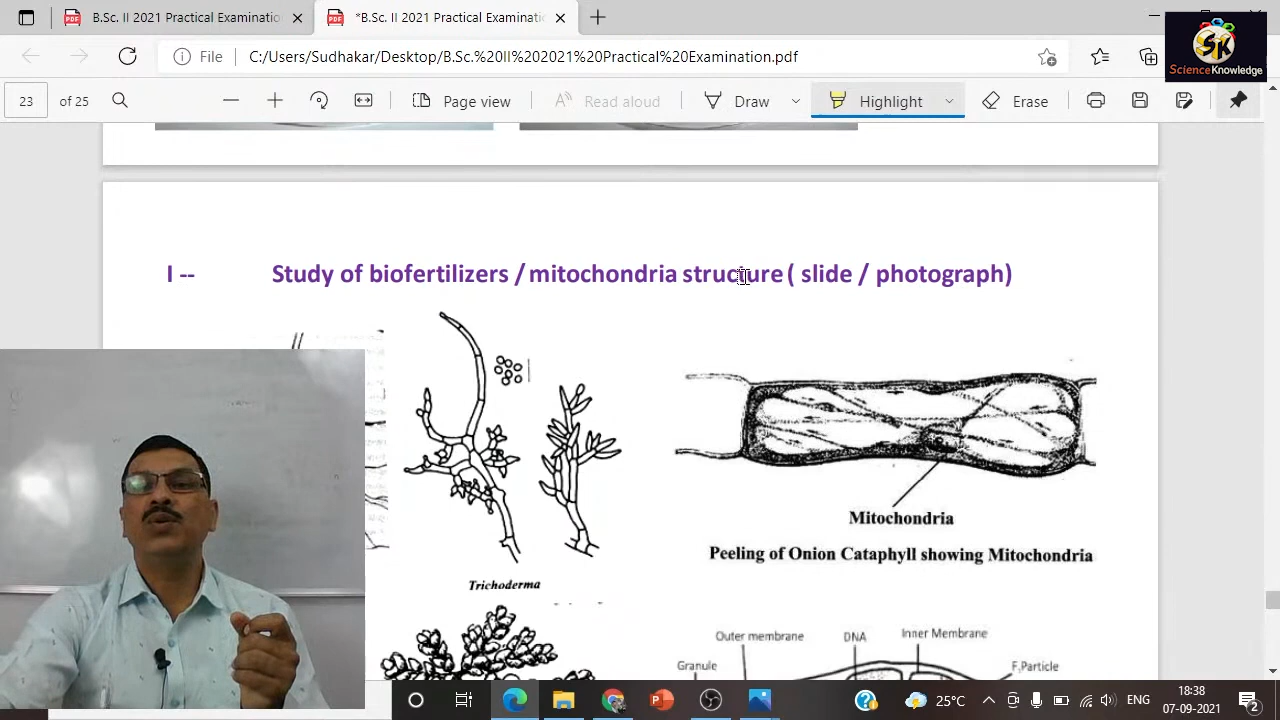 B.Sc. II 2021 Practical Examinatio
*B.Sc. II 2021 Practical Examinatio
SK
ScienceKnowledge
File
C:/Users/Sudhakar/Desktop/B.Sc.%20II%202021%20Practical%20Examination.pdf
23 of 25
Page view
Read aloud
Draw
Highlight
Erase
I -- Study of biofertilizers / mitochondria structure ( slide / photograph)
Mitochondria
Peeling of Onion Cataphyll showing Mitochondria
Trichoderma
Outer membrane
DNA
Inner Membrane
Granule
F,Particle
25°C
ENG
18:38
07-09-2021
2